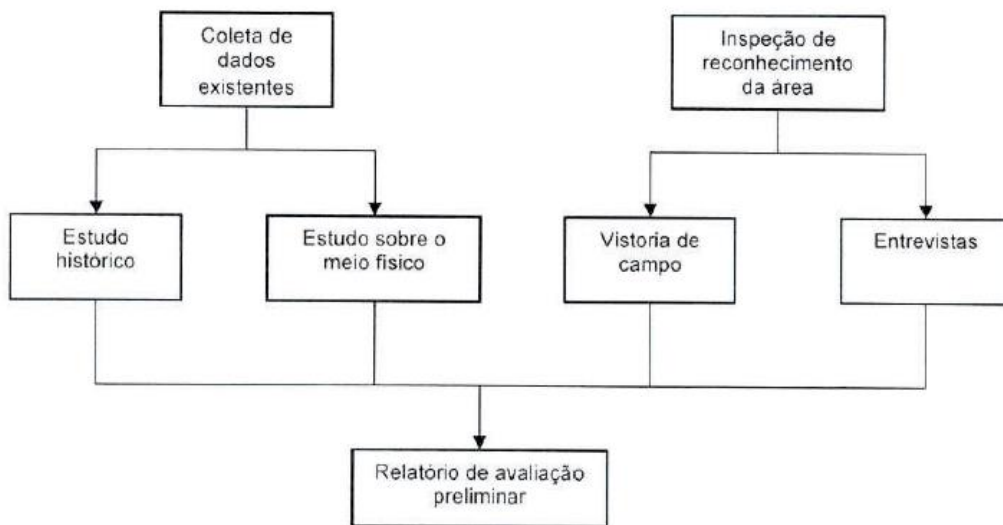 Coleta de
dados
existentes
Inspeção de
reconhecimento
da área
Estudo
histórico
Estudo sobre o
meio físico
Vistoria de
campo
Entrevistas
Relatório de avaliação
preliminar